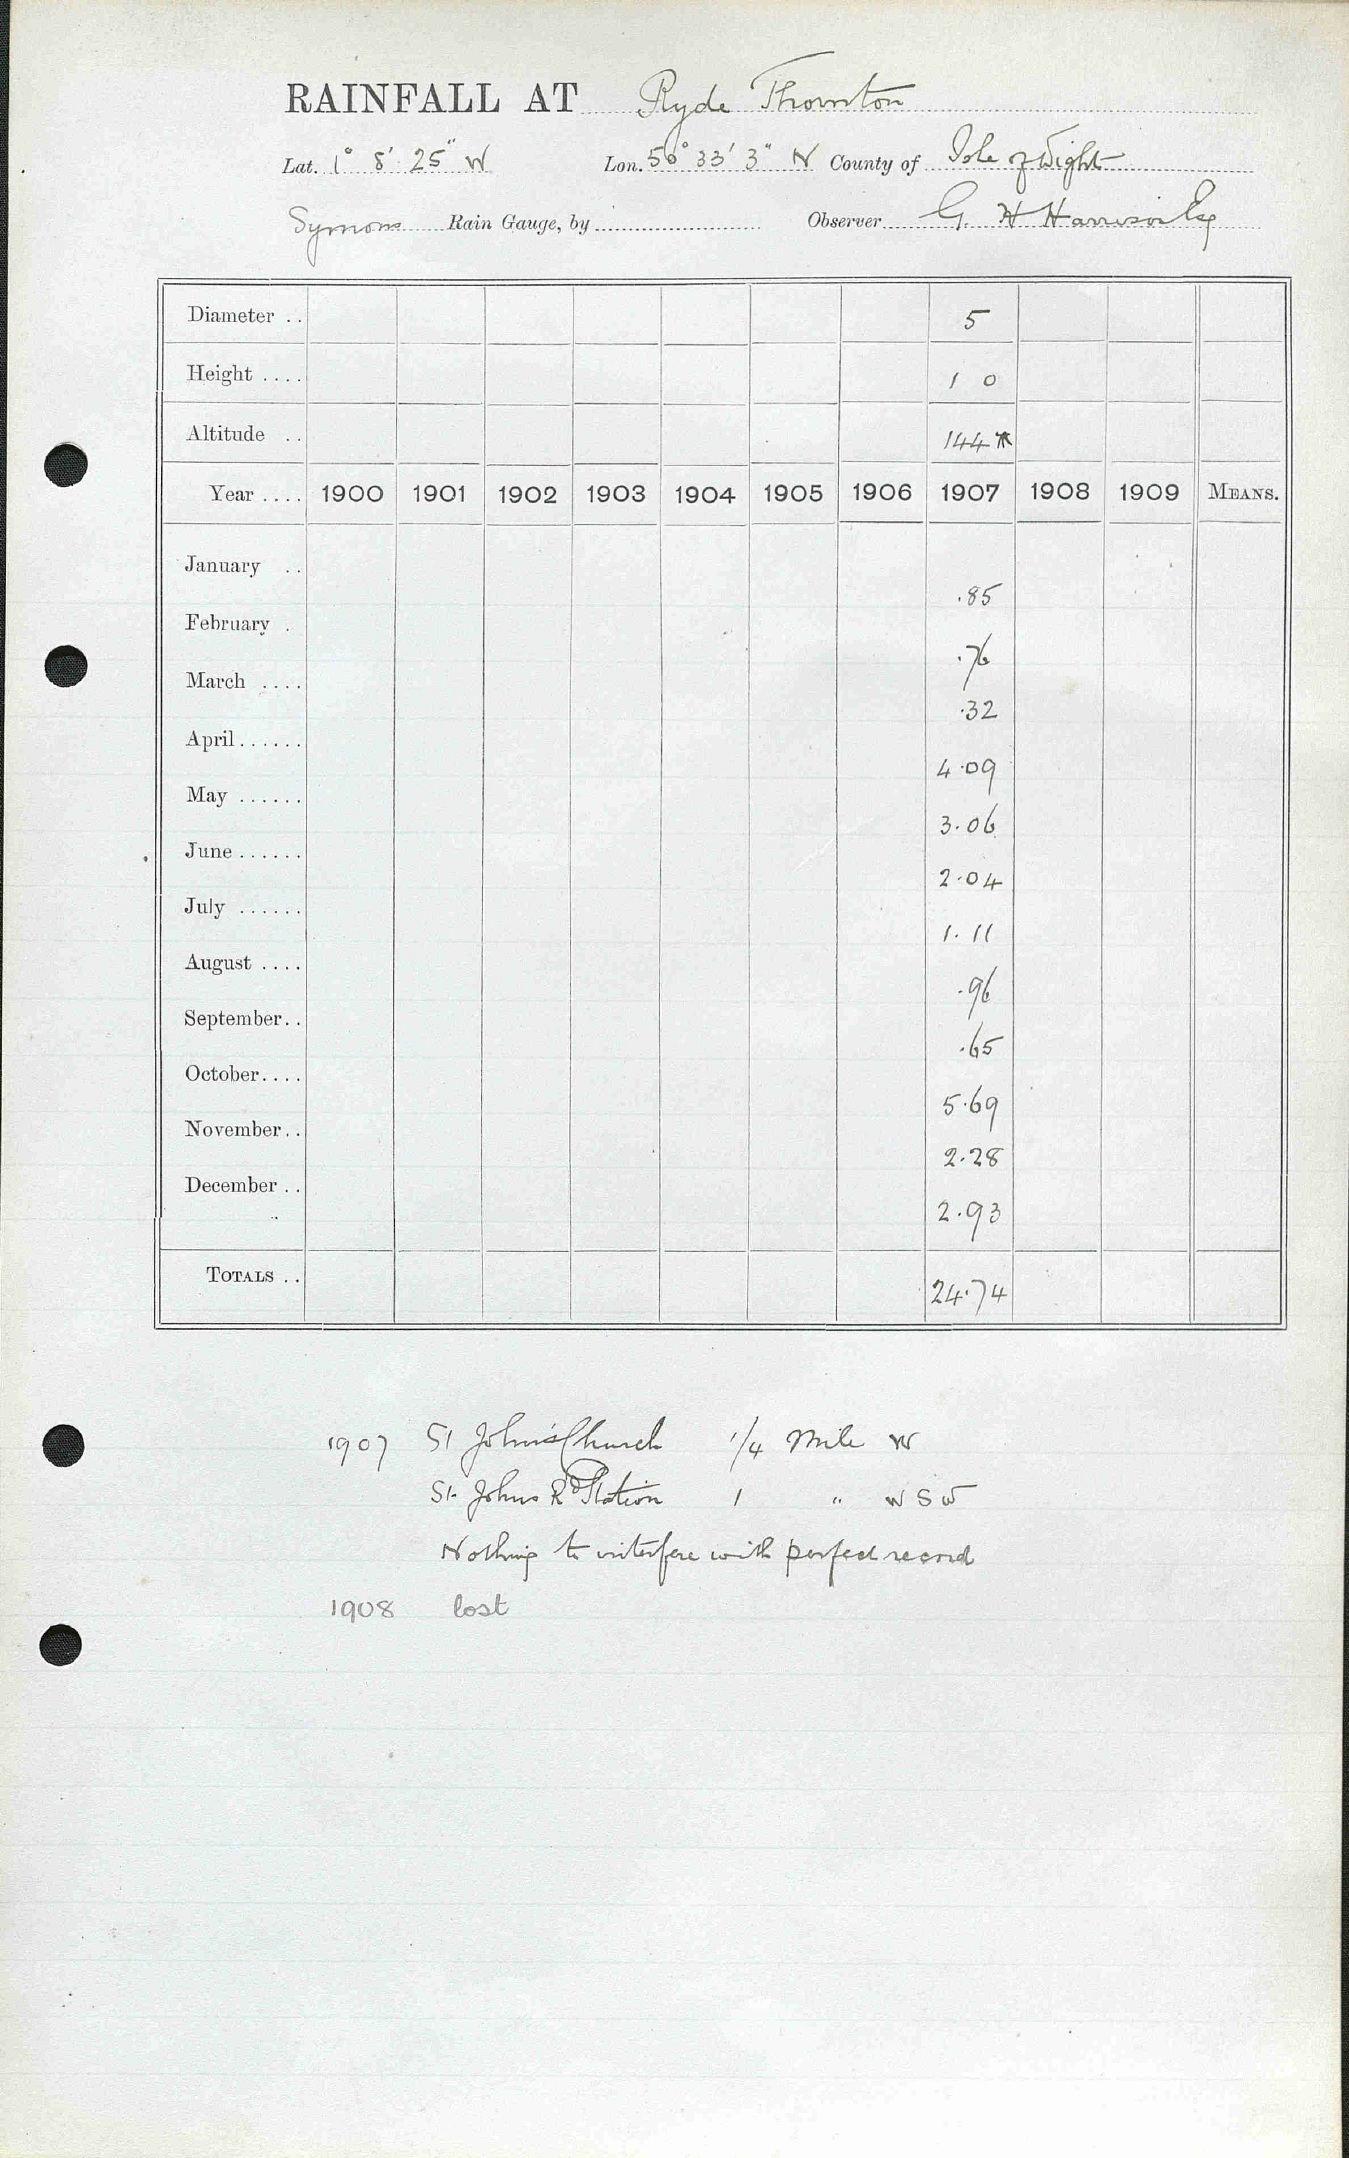 RAINFALL AT Ryde Thornton
Lat. 1° 8' 25" W Lon. 50° 33' 3" N County of Isle of Wight
Symons Rain Gauge, by Observer G. H Harrison Esq
Diameter .. 5
Height .... 1 0
Altitude .. 144 *
Year .... 1900 1901 1902 1903 1904 1905 1906 1907 1908 1909 MEANS.
January .. .85
February . .76
March .... .32
April...... 4.09
May ...... 3.06
June ...... 2.04
July ...... 1.11
August .... .96
September.. .65
October.... 5.69
November.. 2.28
December .. 2.93
TOTALS .. 24.74
1907 St John's Church 1/4 Mile W
St Johns Rd Station 1 " W S W
Nothing to interfere with perfect record
1908 lost